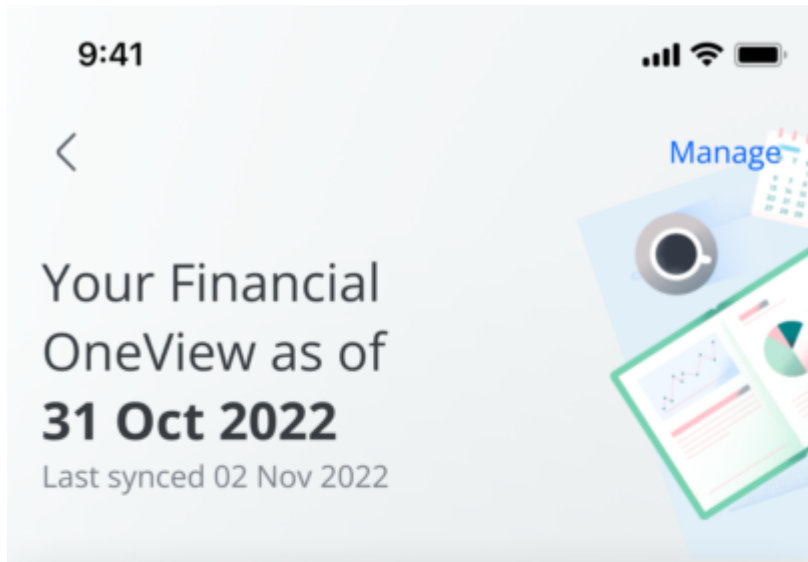 9:41
Manage
Your Financial
OneView as of
31 Oct 2022
Last synced 02 Nov 2022